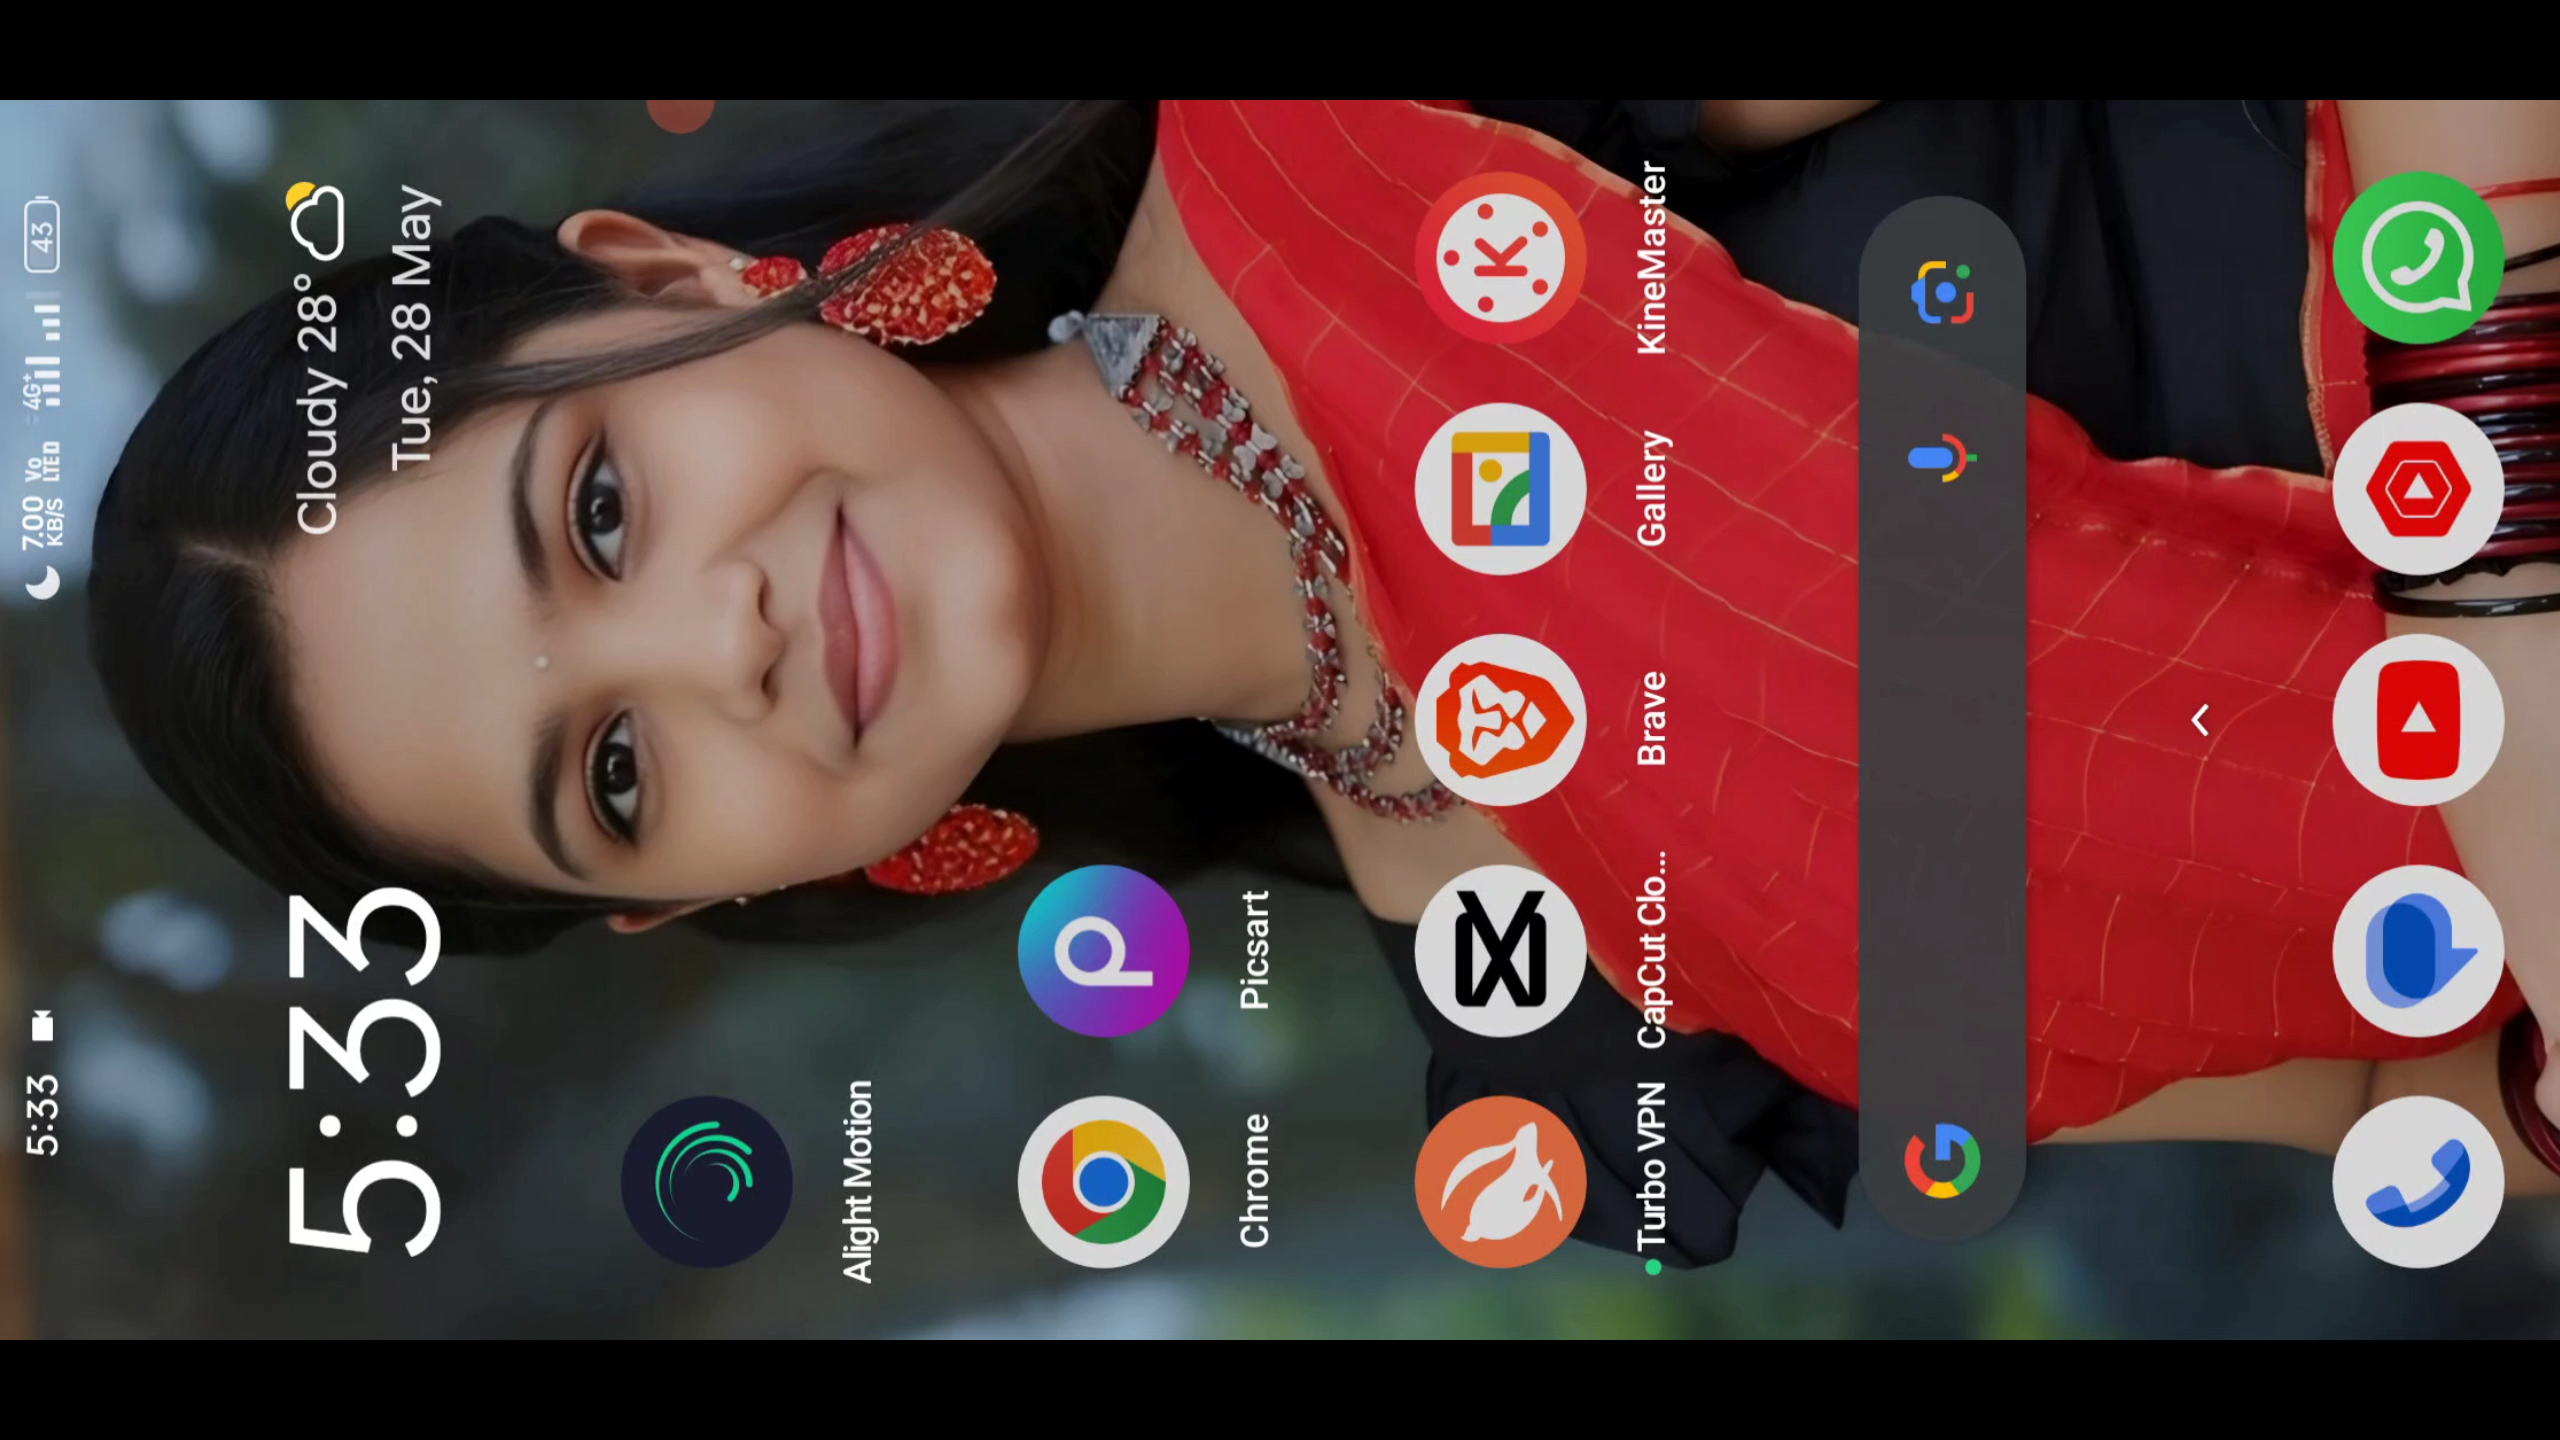 5:33
7.00 KB/S Vo LTED 4G+ 43
5:33
Cloudy 28°
Tue, 28 May
Alight Motion
Chrome
Picsart
Turbo VPN
CapCut Clo...
Brave
Gallery
KineMaster